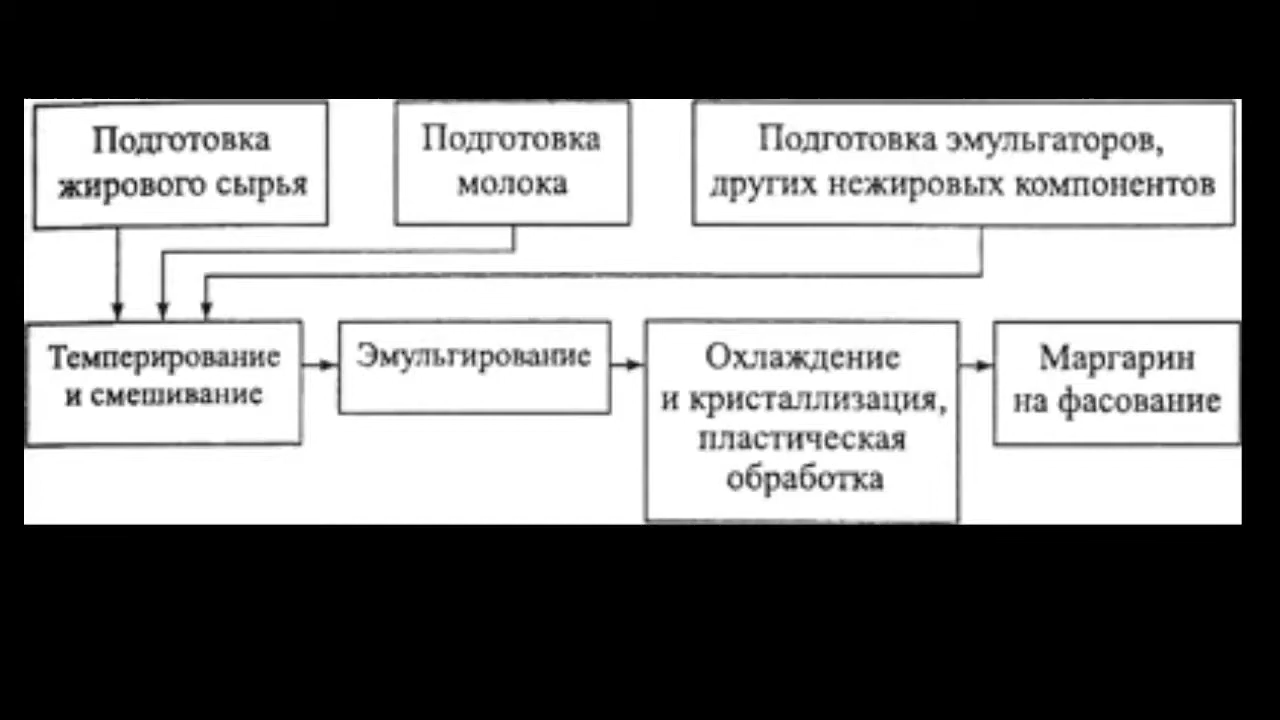 Подготовка
жирового сырья
Подготовка
молока
Подготовка эмульгаторов,
других нежировых компонентов
Темперирование
и смешивание
Эмульгирование
Охлаждение
и кристаллизация,
пластическая
обработка
Маргарин
на фасование